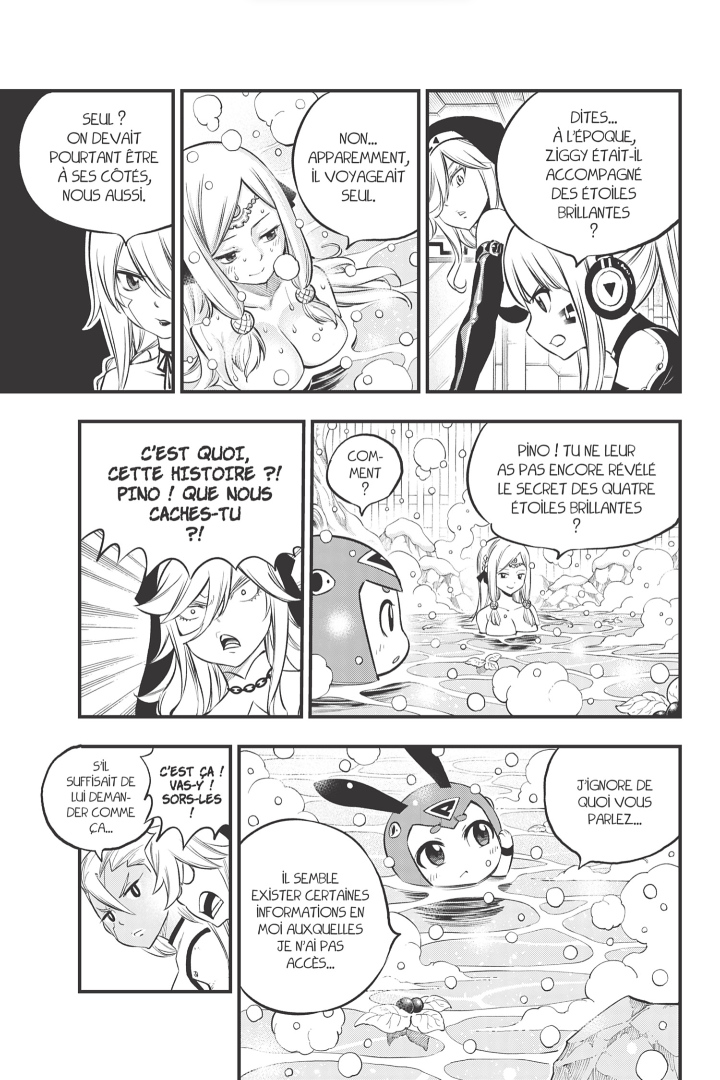 DITES...
À L'ÉPOQUE,
ZIGGY ÉTAIT-IL
ACCOMPAGNÉ
DES ÉTOILES
BRILLANTES
?
NON...
APPAREMMENT,
IL VOYAGEAIT
SEUL.
SEUL ?
ON DEVAIT
POURTANT ÊTRE
À SES CÔTÉS,
NOUS AUSSI.
PINO ! TU NE LEUR
AS PAS ENCORE RÉVÉLÉ
LE SECRET DES QUATRE
ÉTOILES BRILLANTES
?
COM-
MENT
?
C'EST QUOI,
CETTE HISTOIRE ?!
PINO ! QUE NOUS
CACHES-TU
?!
J'IGNORE DE
QUOI VOUS
PARLEZ...
IL SEMBLE
EXISTER CERTAINES
INFORMATIONS EN
MOI AUXQUELLES
JE N'AI PAS
ACCÈS...
C'EST ÇA !
VAS-Y !
SORS-LES
!
S'IL
SUFFISAIT DE
LUI DEMAN-
DER COMME
ÇA...